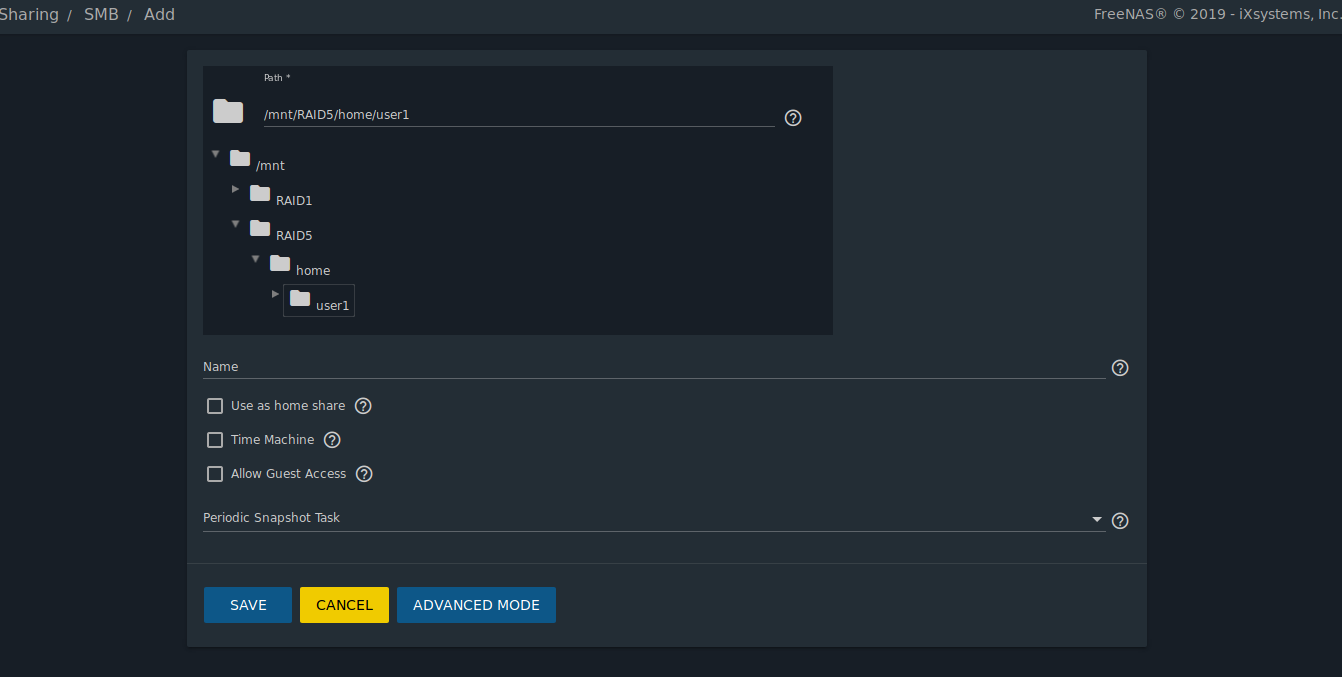 Sharing / SMB / Add
FreeNAS® © 2019 - iXsystems, Inc.
Path *
/mnt/RAID5/home/user1
/mnt
RAID1
RAID5
home
user1
Name
Use as home share
Time Machine
Allow Guest Access
Periodic Snapshot Task
SAVE CANCEL ADVANCED MODE